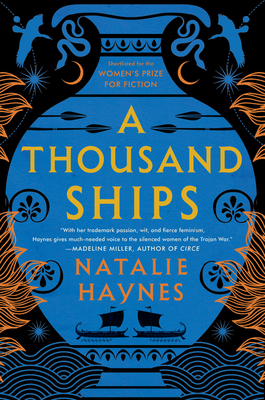 Shortlisted for the
WOMEN'S PRIZE
FOR FICTION
A
THOUSAND
SHIPS
"With her trademark passion, wit, and fierce feminism,
Haynes gives much-needed voice to the silenced women of the Trojan War."
—MADELINE MILLER, AUTHOR OF CIRCE
NATALIE
HAYNES